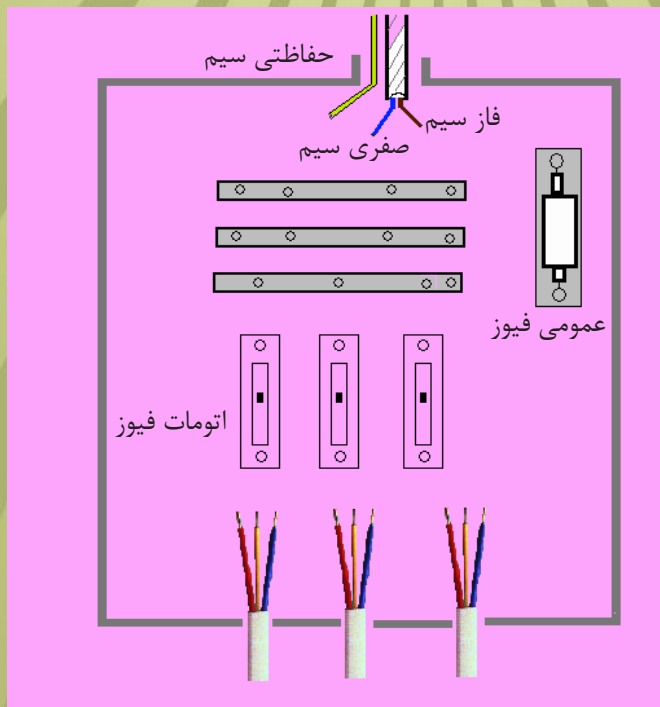 حفاظتی سیم
فاز سیم
صفری سیم
عمومی فیوز
اتومات فیوز